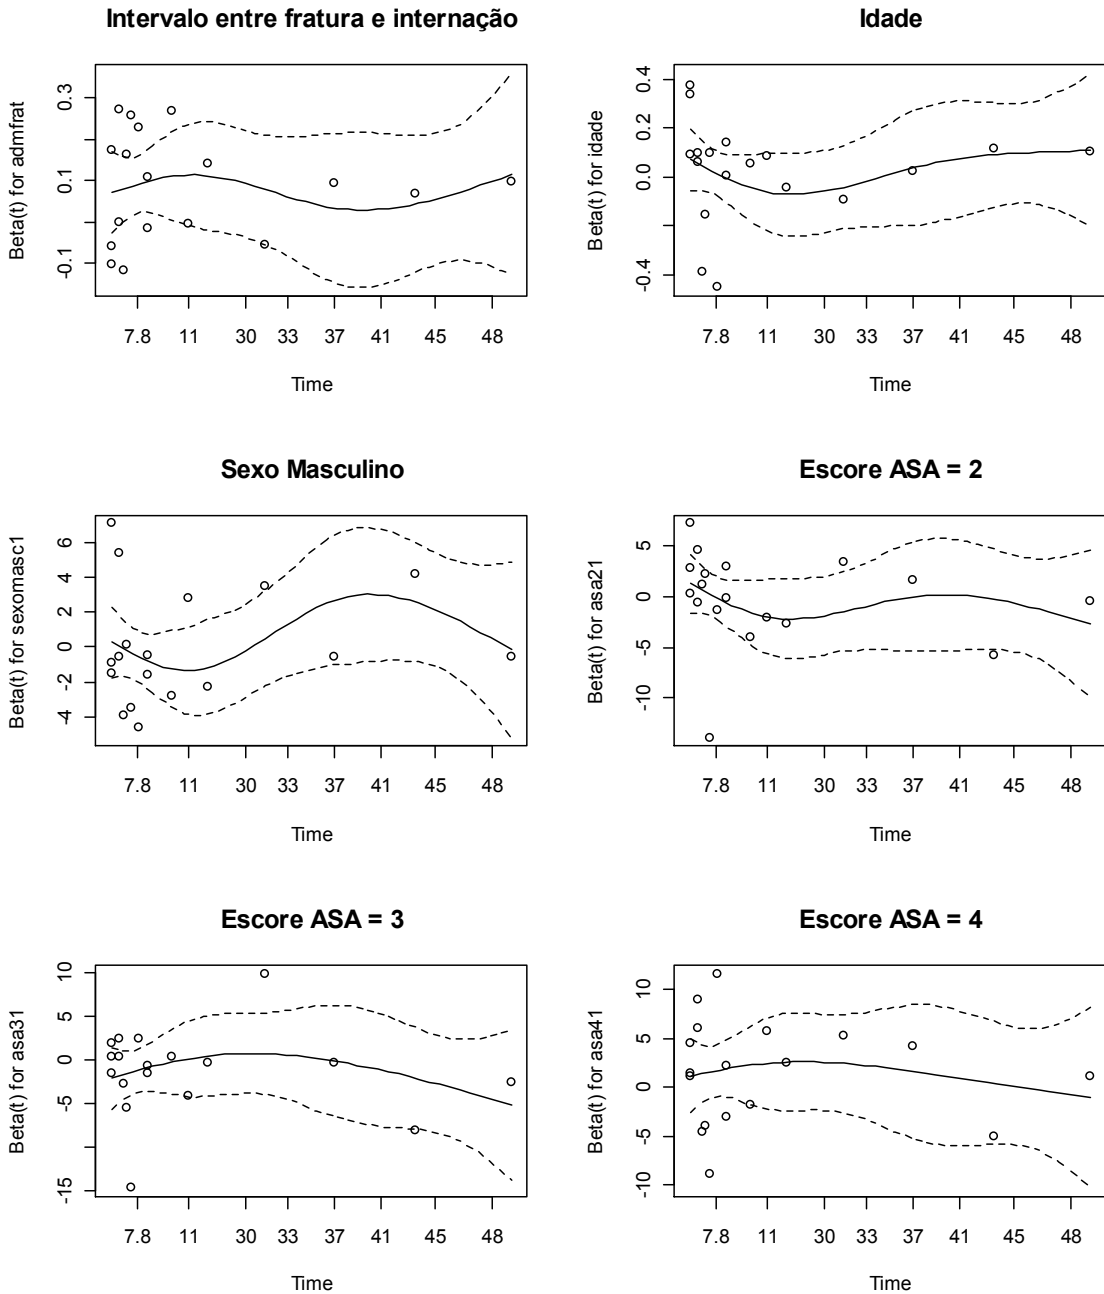 Intervalo entre fratura e internação
Beta(t) for admfrat
0.3
0.1
-0.1
7.8 11 30 33 37 41 45 48
Time
Idade
Beta(t) for idade
0.4
0.2
0.0
-0.4
7.8 11 30 33 37 41 45 48
Time
Sexo Masculino
Beta(t) for sexomasc1
6
4
2
0
-2
-4
7.8 11 30 33 37 41 45 48
Time
Escore ASA = 2
Beta(t) for asa21
5
0
-5
-10
7.8 11 30 33 37 41 45 48
Time
Escore ASA = 3
Beta(t) for asa31
10
5
0
-5
-15
7.8 11 30 33 37 41 45 48
Time
Escore ASA = 4
Beta(t) for asa41
10
5
0
-5
-10
7.8 11 30 33 37 41 45 48
Time